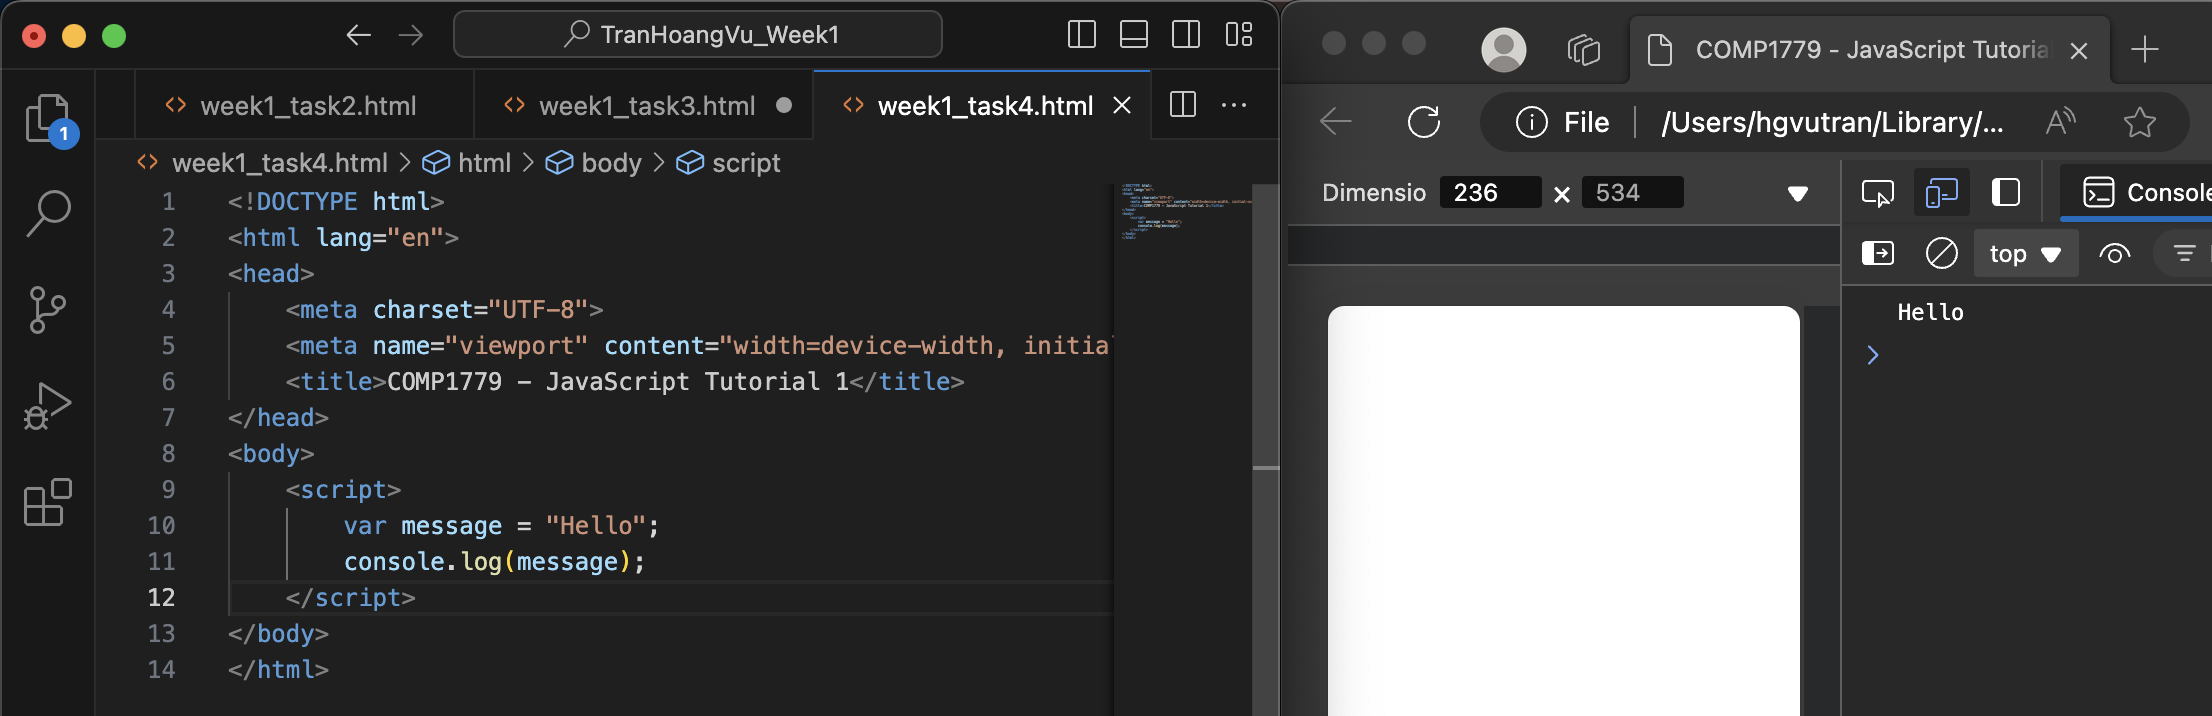 TranHoangVu_Week1
week1_task2.html
week1_task3.html
week1_task4.html
1
week1_task4.html > html > body > script
1 <!DOCTYPE html>
2 <html lang="en">
3 <head>
4 <meta charset="UTF-8">
5 <meta name="viewport" content="width=device-width, initial
6 <title>COMP1779 - JavaScript Tutorial 1</title>
7 </head>
8 <body>
9 <script>
10 var message = "Hello";
11 console.log(message);
12 </script>
13 </body>
14 </html>
COMP1779 - JavaScript Tutorial
File | /Users/hgvutran/Library/...
Dimensio 236 × 534
Console
top
Hello